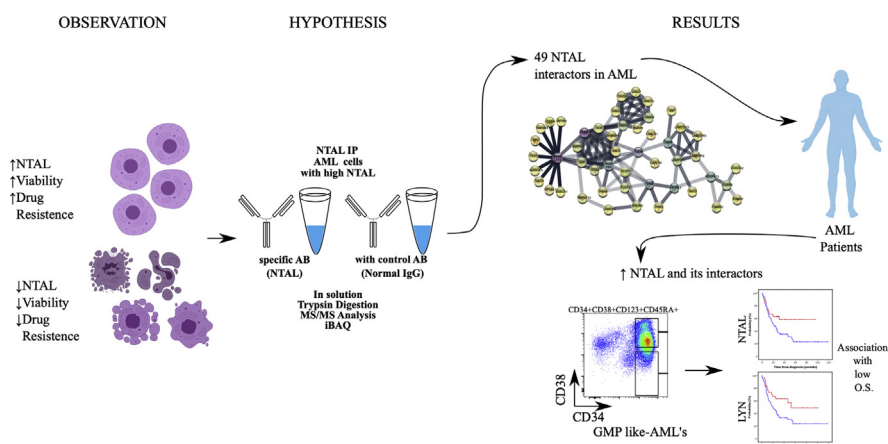 OBSERVATION
HYPOTHESIS
RESULTS
↑NTAL
↑Viability
↑Drug
Resistence
↓NTAL
↓Viability
↓Drug
Resistence
NTAL IP
AML cells
with high NTAL
specific AB
(NTAL)
with control AB
(Normal IgG)
In solution
Trypsin Digestion
MS/MS Analysis
iBAQ
49 NTAL
interactors in AML
AML
Patients
↑ NTAL and its interactors
CD34+CD38+CD123+CD45RA+
CD38
CD34
GMP like-AML's
NTAL
LYN
Association
with
low
O.S.